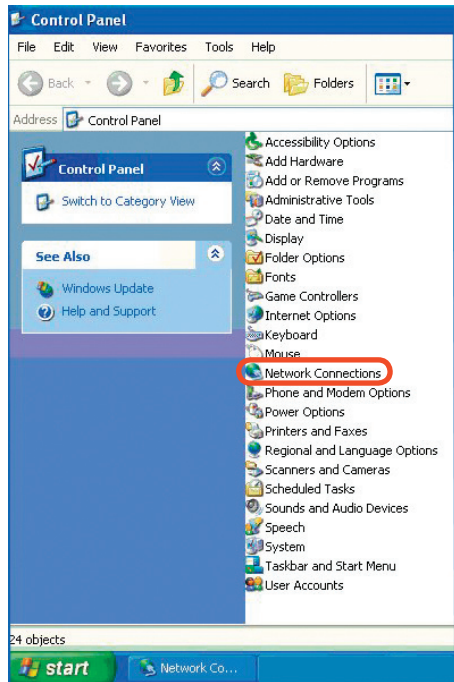 Control Panel
File Edit View Favorites Tools Help
Back Search Folders
Address Control Panel
Control Panel
Switch to Category View
See Also
Windows Update
Help and Support
Accessibility Options
Add Hardware
Add or Remove Programs
Administrative Tools
Date and Time
Display
Folder Options
Fonts
Game Controllers
Internet Options
Keyboard
Mouse
Network Connections
Phone and Modem Options
Power Options
Printers and Faxes
Regional and Language Options
Scanners and Cameras
Scheduled Tasks
Sounds and Audio Devices
Speech
System
Taskbar and Start Menu
User Accounts
24 objects
start Network Co...